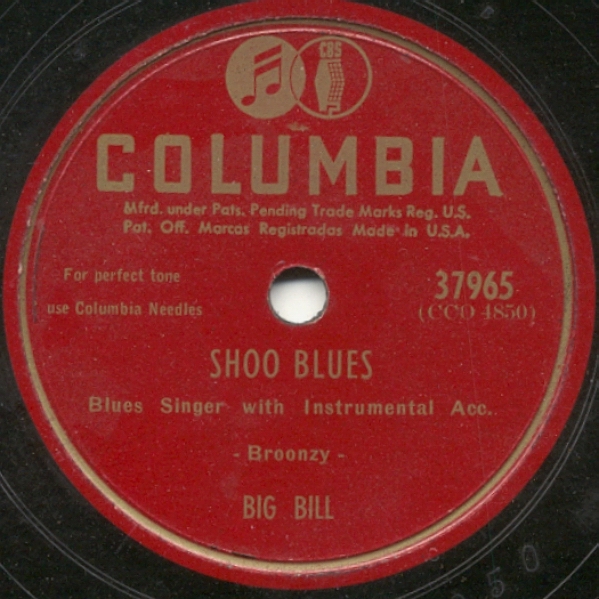 CBS
COLUMBIA
Mfrd. under Pats. Pending Trade Marks Reg. U.S.
Pat. Off. Marcas Registradas Made in U.S.A.
For perfect tone
use Columbia Needles
37965
(CCO 4850)
SHOO BLUES
Blues Singer with Instrumental Acc.
- Broonzy -
BIG BILL